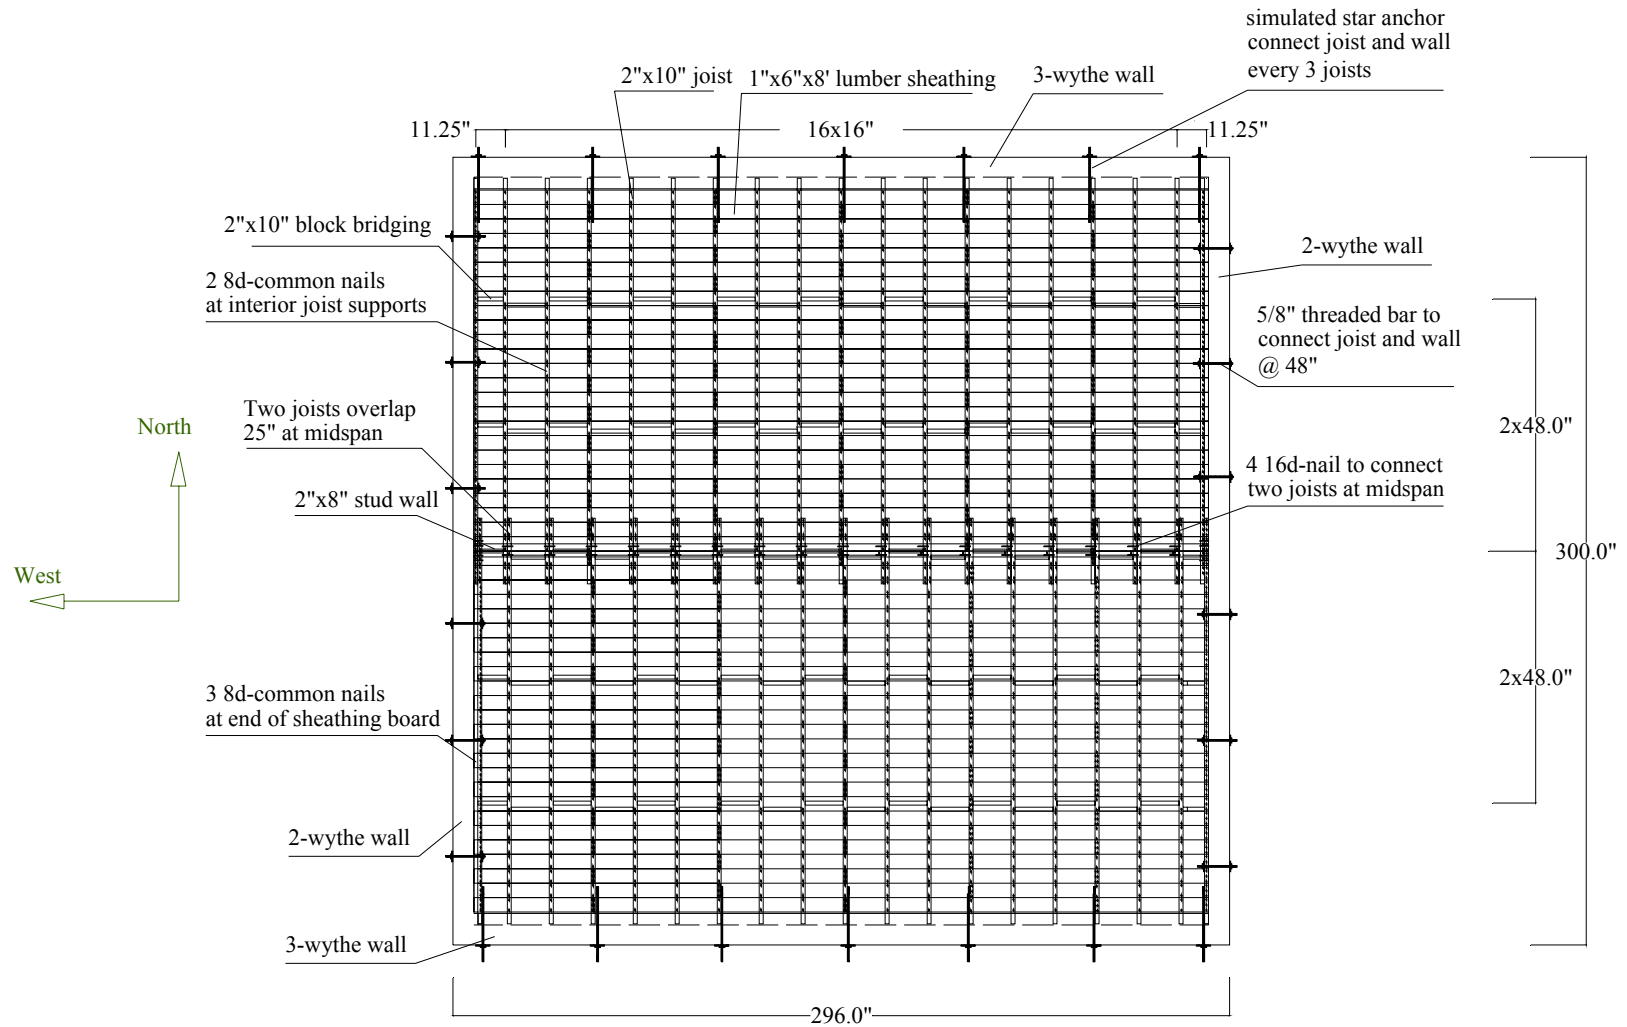 simulated star anchor
connect joist and wall
every 3 joists
2"x10" joist
1"x6"x8' lumber sheathing
3-wythe wall
11.25"
16x16"
11.25"
2"x10" block bridging
2-wythe wall
2 8d-common nails
at interior joist supports
5/8" threaded bar to
connect joist and wall
@ 48"
Two joists overlap
25" at midspan
North
2x48.0"
4 16d-nail to connect
two joists at midspan
2"x8" stud wall
300.0"
West
2x48.0"
3 8d-common nails
at end of sheathing board
2-wythe wall
3-wythe wall
296.0"